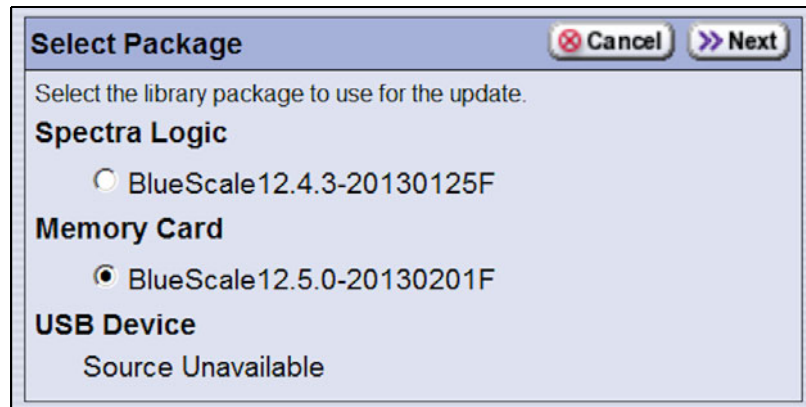 Select Package Cancel Next
Select the library package to use for the update.
Spectra Logic
BlueScale12.4.3-20130125F
Memory Card
BlueScale12.5.0-20130201F
USB Device
Source Unavailable